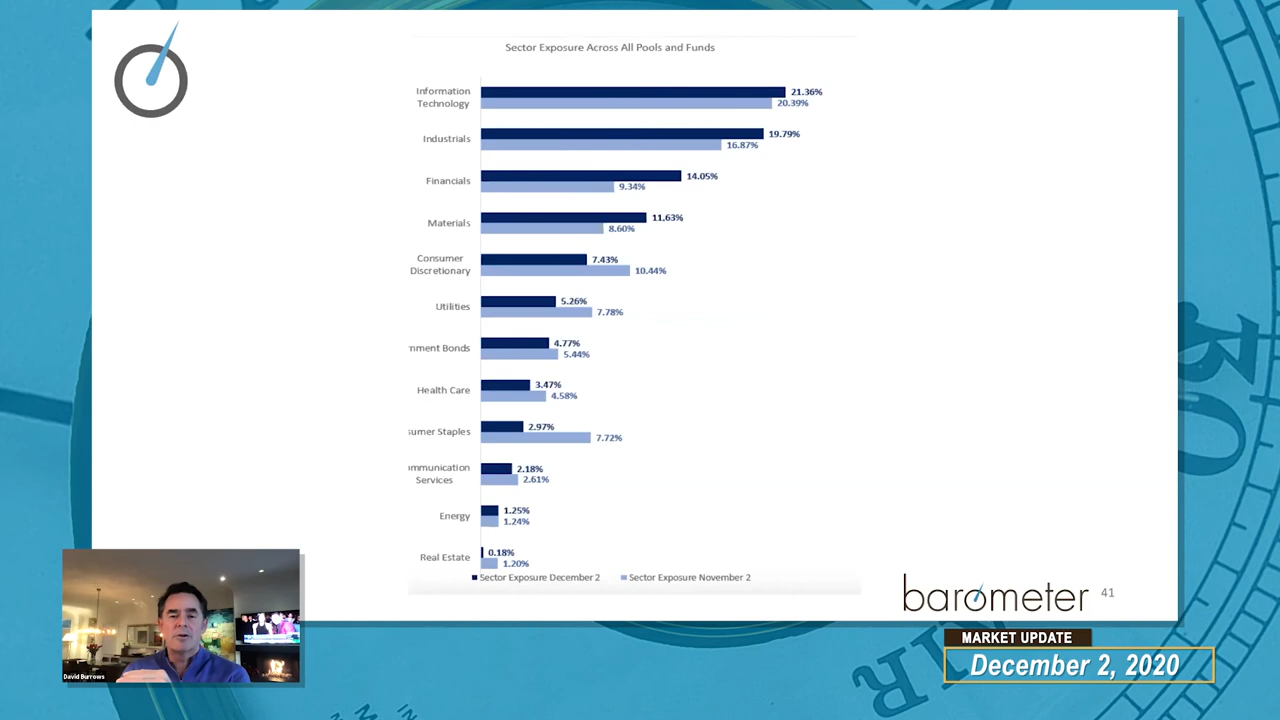 Sector Exposure Across All Pools and Funds
Information
Technology
21.36%
20.39%
Industrials
19.79%
16.87%
Financials
14.05%
9.34%
Materials
11.63%
8.60%
Consumer
Discretionary
7.43%
10.44%
Utilities
5.26%
7.78%
nment Bonds
4.77%
5.44%
Health Care
3.47%
4.58%
sumer Staples
2.97%
7.72%
mmunication
Services
2.18%
2.61%
Energy
1.25%
1.24%
Real Estate
0.18%
1.20%
Sector Exposure December 2 Sector Exposure November 2
barometer 41
MARKET UPDATE
December 2, 2020
David Burrows